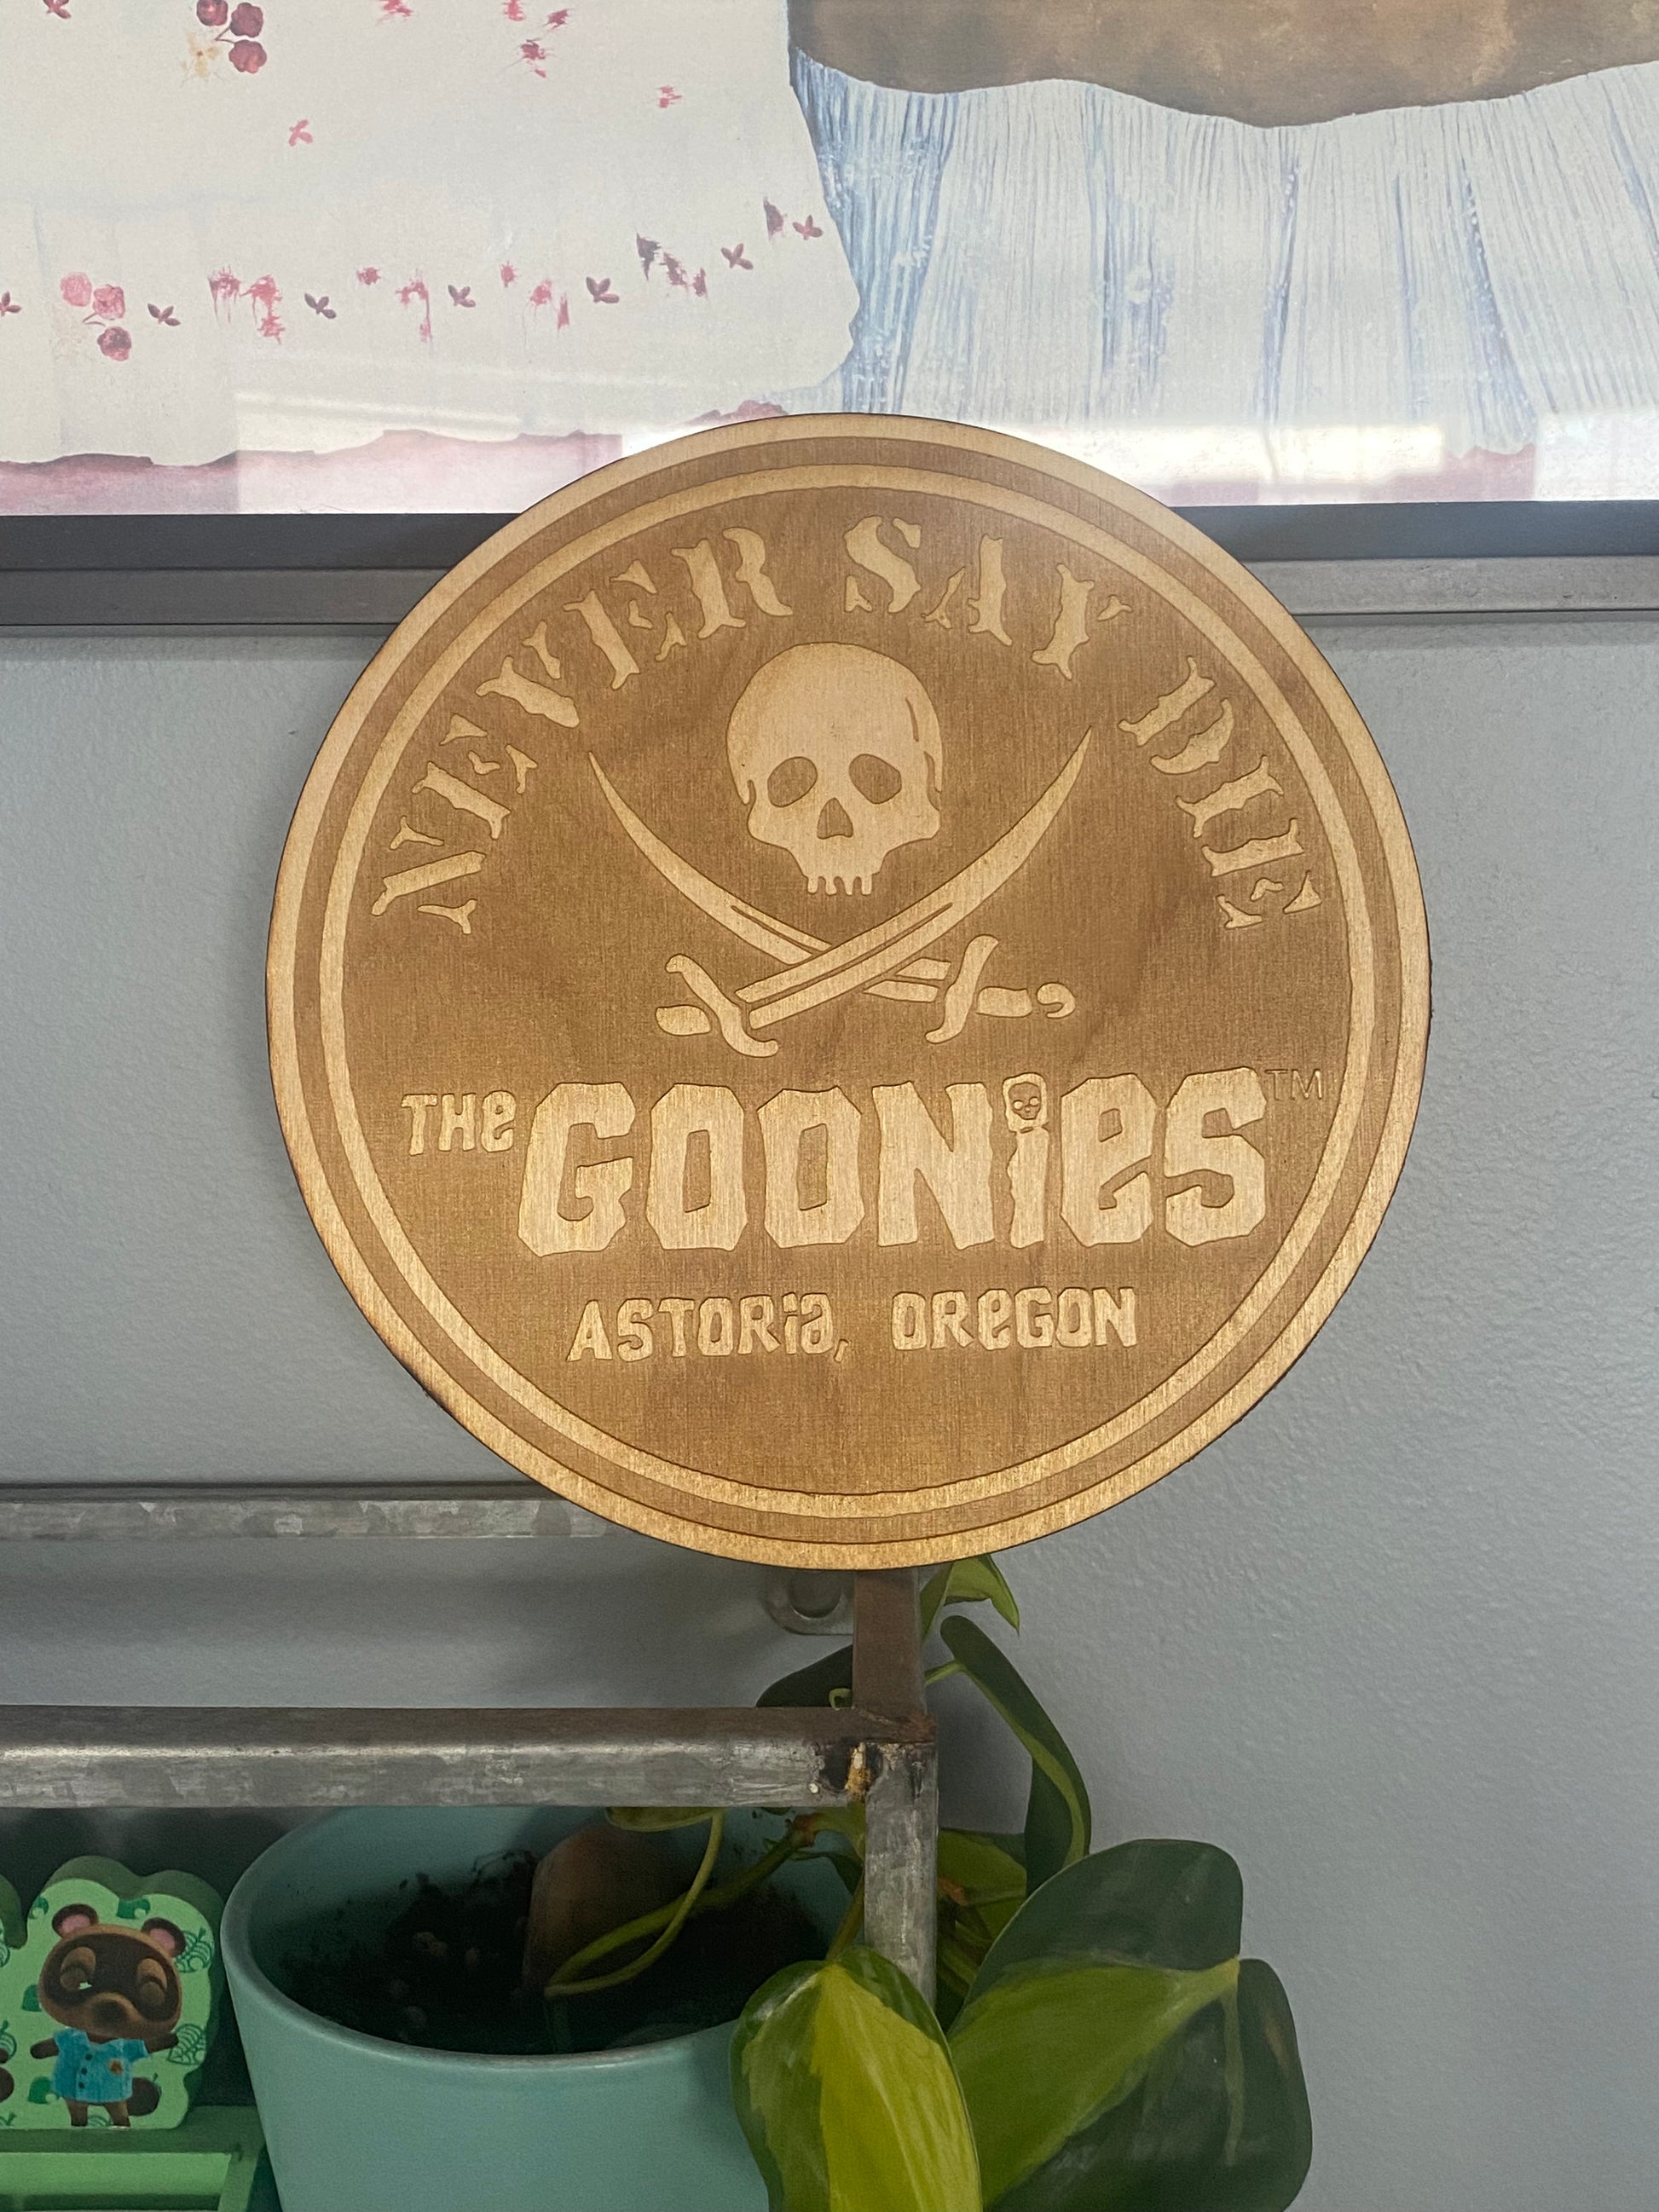 NEVER SAY DIE
THE GOONiES™
ASTORiA, OREGON